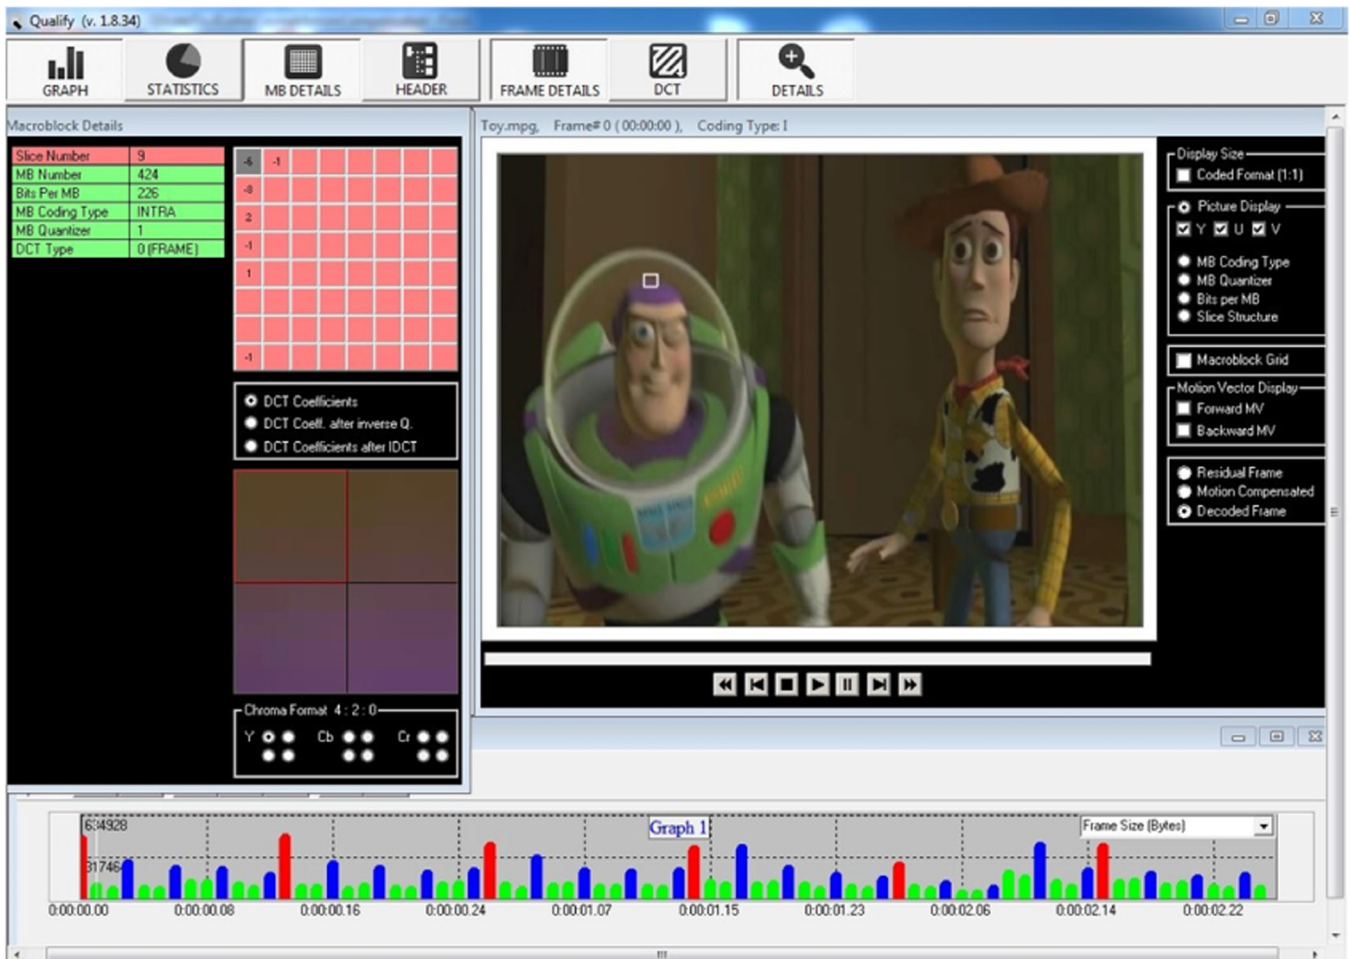 Qualify (v. 1.8.34)
GRAPH
STATISTICS
MB DETAILS
HEADER
FRAME DETAILS
DCT
DETAILS
Macroblock Details
Slice Number 9
MB Number 424
Bits Per MB 226
MB Coding Type INTRA
MB Quantizer 1
DCT Type 0 (FRAME)
-6 -1
-8
2
-1
1
-1
DCT Coefficients
DCT Coeff. after inverse Q.
DCT Coefficients after IDCT
Chroma Format 4 : 2 : 0
Y Cb Cr
Toy.mpg, Frame# 0 ( 00:00:00 ), Coding Type: I
Display Size
Coded Format (1:1)
Picture Display
Y U V
MB Coding Type
MB Quantizer
Bits per MB
Slice Structure
Macroblock Grid
Motion Vector Display
Forward MV
Backward MV
Residual Frame
Motion Compensated
Decoded Frame
634928
317464
Graph 1
Frame Size (Bytes)
0:00:00.00 0:00:00.08 0:00:00.16 0:00:00.24 0:00:01.07 0:00:01.15 0:00:01.23 0:00:02.06 0:00:02.14 0:00:02.22